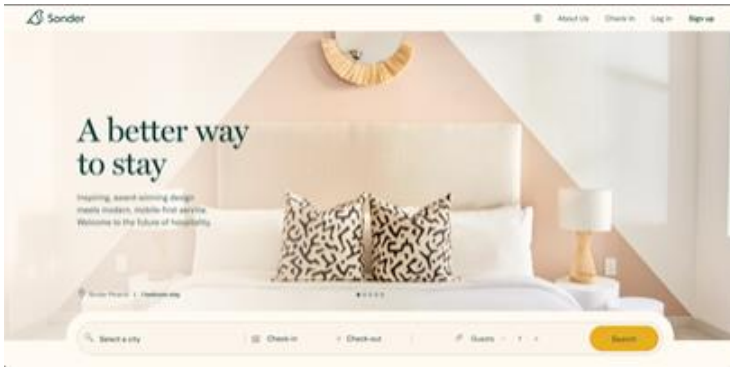 Sonder
About Us
Check in
Log in
Sign up
A better way
to stay
Inspiring, award-winning design
meets modern, mobile-first service.
Welcome to the future of hospitality.
Select a city
Check-in
Check-out
Guests
Search